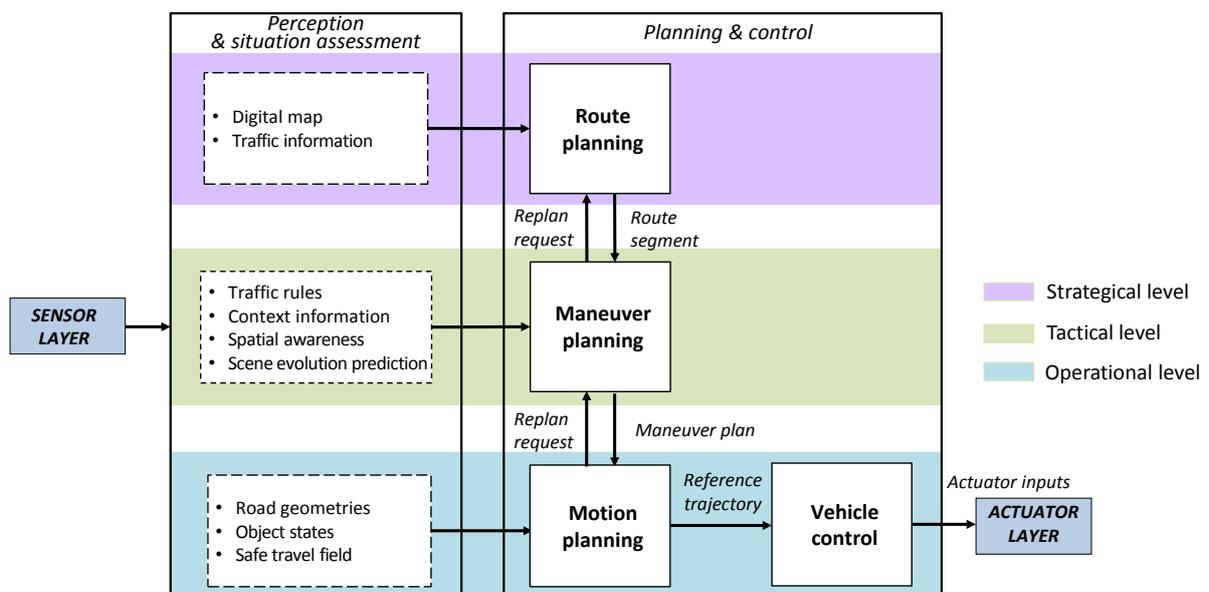 Perception
& situation assessment
Planning & control
• Digital map
• Traffic information
Route
planning
Replan
request
Route
segment
SENSOR
LAYER
• Traffic rules
• Context information
• Spatial awareness
• Scene evolution prediction
Maneuver
planning
Strategical level
Tactical level
Operational level
Replan
request
Maneuver plan
• Road geometries
• Object states
• Safe travel field
Motion
planning
Reference
trajectory
Vehicle
control
Actuator inputs
ACTUATOR
LAYER